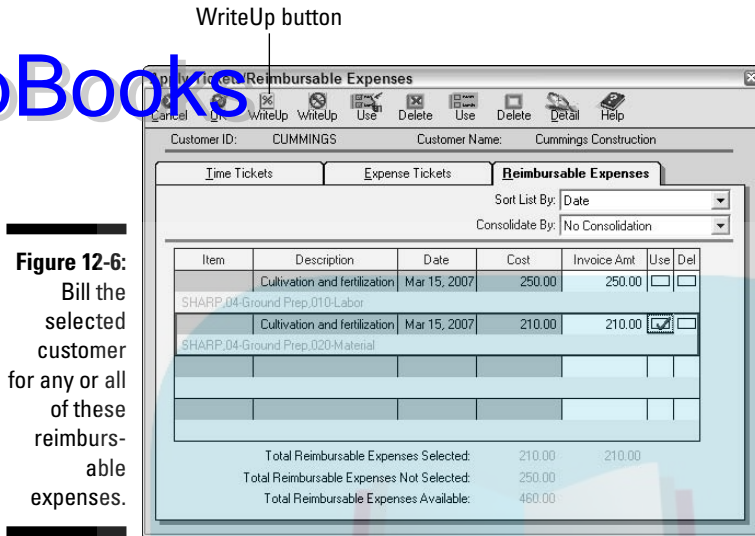 WriteUp button
oBooks
Apply Tickets/Reimbursable Expenses
Cancel OK WriteUp WriteUp Use Delete Use Delete Detail Help
Customer ID: CUMMINGS Customer Name: Cummings Construction
Time Tickets Expense Tickets Reimbursable Expenses
Sort List By: Date
Consolidate By: No Consolidation
Item Description Date Cost Invoice Amt Use Del
Cultivation and fertilization Mar 15, 2007 250.00 250.00
SHARP,04-Ground Prep,010-Labor
Cultivation and fertilization Mar 15, 2007 210.00 210.00
SHARP,04-Ground Prep,020-Material
Total Reimbursable Expenses Selected: 210.00 210.00
Total Reimbursable Expenses Not Selected: 250.00
Total Reimbursable Expenses Available: 460.00
Figure 12-6:
Bill the
selected
customer
for any or all
of these
reimburs-
able
expenses.